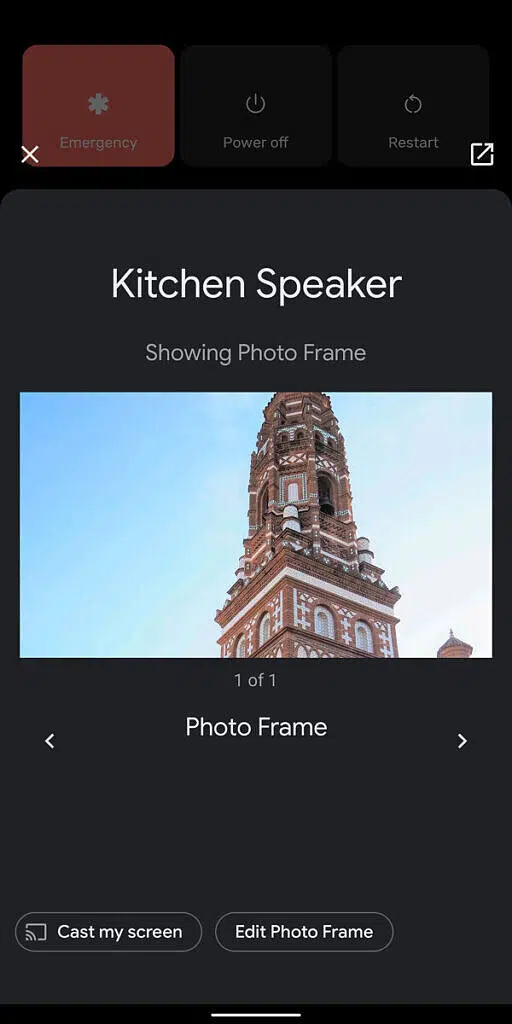 Emergency
Power off
Restart
Kitchen Speaker
Showing Photo Frame
1 of 1
Photo Frame
Cast my screen
Edit Photo Frame